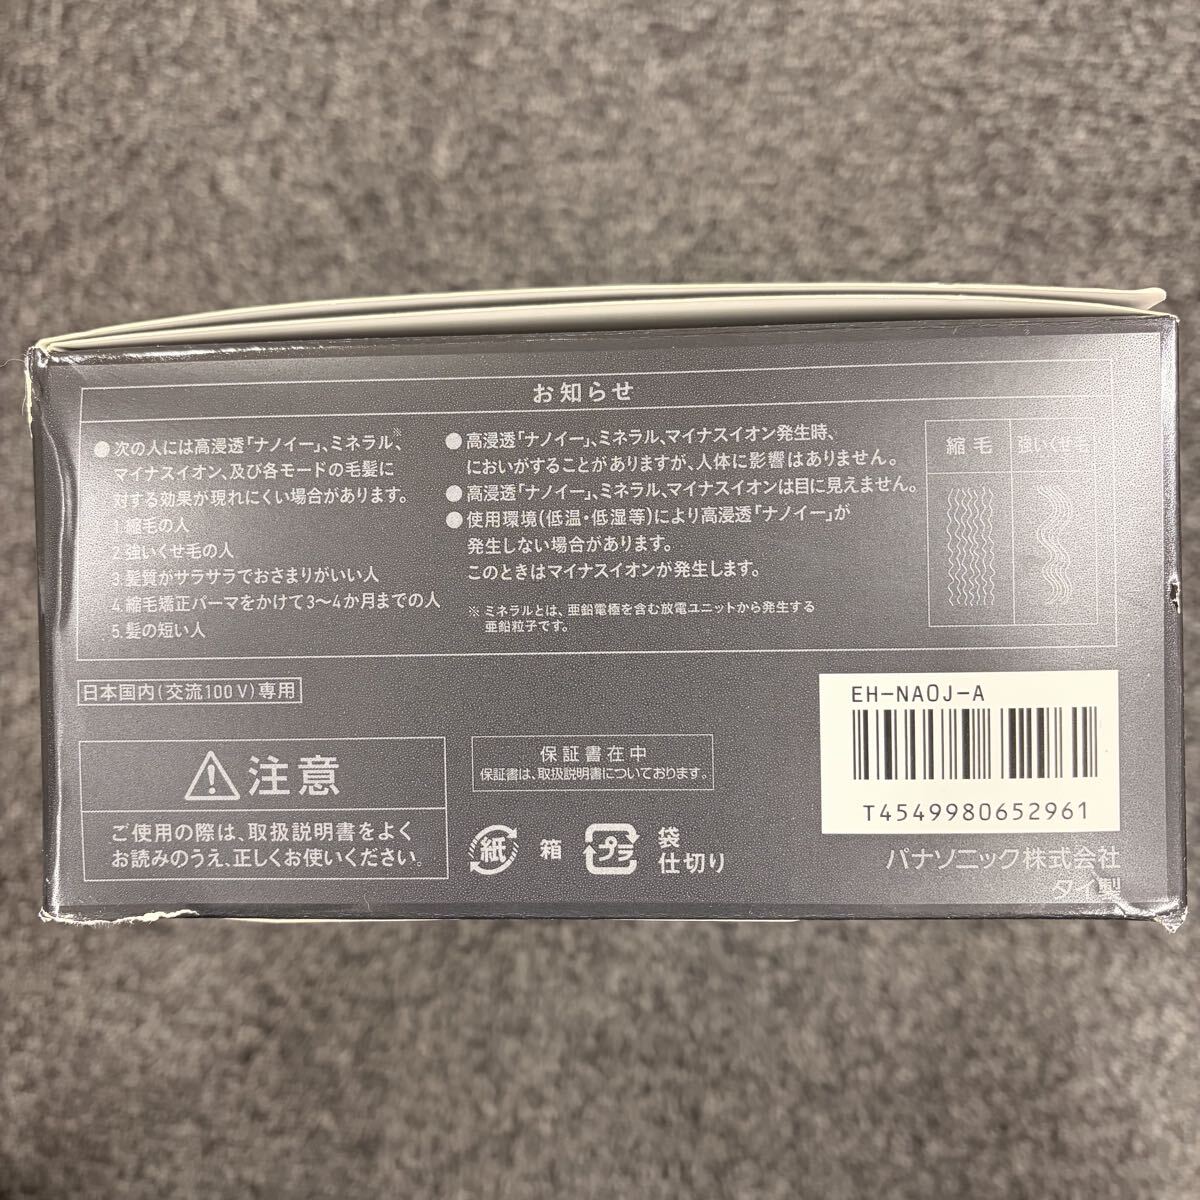 お知らせ
●次の人には高浸透「ナノイー」、ミネラル※、
マイナスイオン、及び各モードの毛髪に
対する効果が現れにくい場合があります。
1.縮毛の人
2.強いくせ毛の人
3.髪質がサラサラでおさまりがいい人
4.縮毛矯正パーマをかけて3～4か月までの人
5.髪の短い人
●高浸透「ナノイー」、ミネラル、マイナスイオン発生時、
においがすることがありますが、人体に影響はありません。
●高浸透「ナノイー」、ミネラル、マイナスイオンは目に見えません。
●使用環境(低温・低湿等)により高浸透「ナノイー」が
発生しない場合があります。
このときはマイナスイオンが発生します。
※ ミネラルとは、亜鉛電極を含む放電ユニットから発生する
亜鉛粒子です。
縮毛
強いくせ毛
日本国内(交流100V)専用
注意
ご使用の際は、取扱説明書をよく
お読みのうえ、正しくお使いください。
保証書在中
保証書は、取扱説明書についております。
紙
箱
プラ
袋
仕切り
EH-NA0J-A
T4549980652961
パナソニック株式会社
タイ製